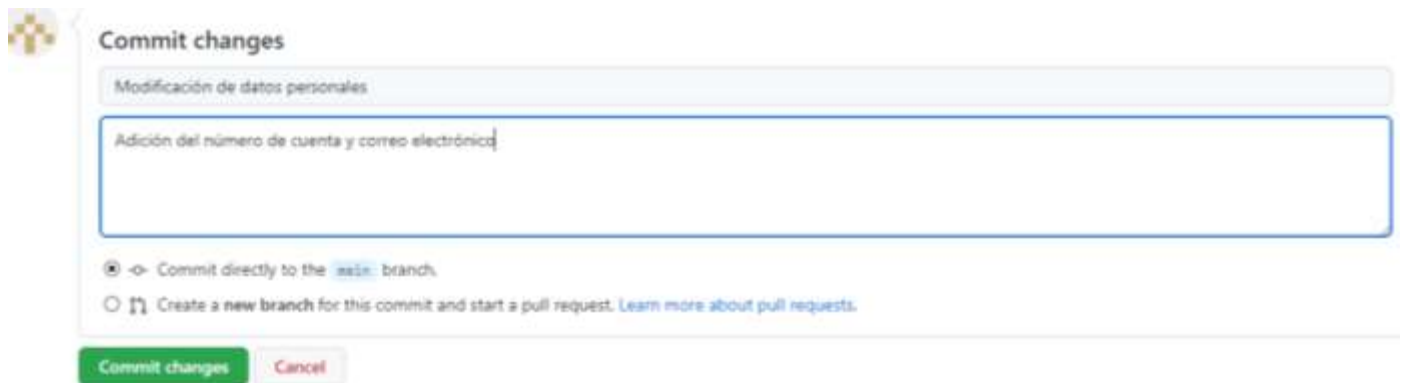 Commit changes
Modificación de datos personales
Adición del número de cuenta y correo electrónico
Commit directly to the main branch.
Create a new branch for this commit and start a pull request. Learn more about pull requests.
Commit changes Cancel